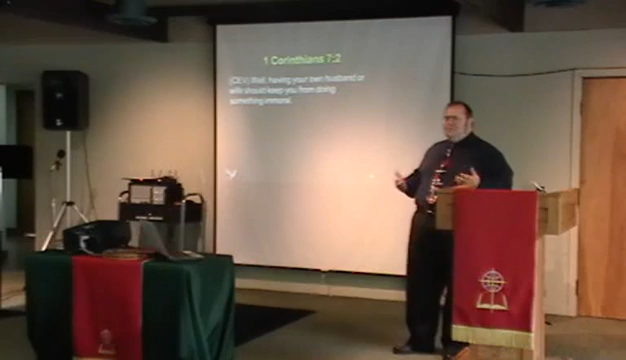 1 Corinthians 7:2
(CEV) Well, having your own husband or
wife should keep you from doing
something immoral.